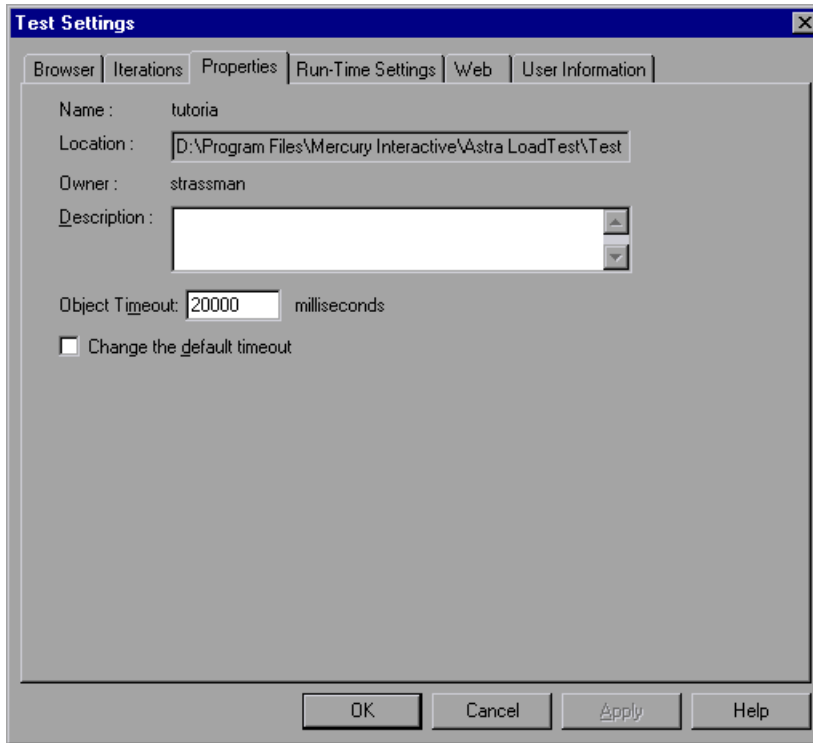 Test Settings
Browser Iterations Properties Run-Time Settings Web User Information
Name : tutoria
Location : D:\Program Files\Mercury Interactive\Astra LoadTest\Test
Owner : strassman
Description :
Object Timeout: 20000 milliseconds
Change the default timeout
OK Cancel Apply Help